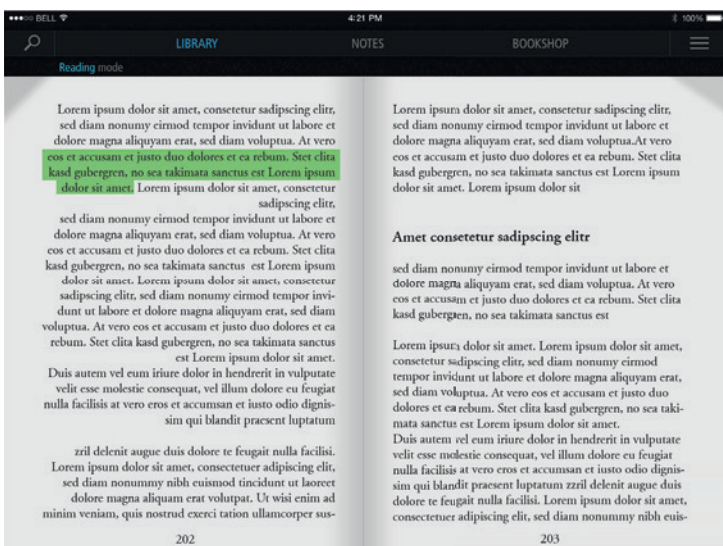 BELL
4:21 PM
100%
LIBRARY
NOTES
BOOKSHOP
Reading mode
Lorem ipsum dolor sit amet, consetetur sadipscing elitr,
sed diam nonumy eirmod tempor invidunt ut labore et
dolore magna aliquyam erat, sed diam voluptua. At vero
eos et accusam et justo duo dolores et ea rebum. Stet clita
kasd gubergren, no sea takimata sanctus est Lorem ipsum
dolor sit amet. Lorem ipsum dolor sit amet, consetetur
sadipscing elitr,
sed diam nonumy eirmod tempor invidunt ut labore et
dolore magna aliquyam erat, sed diam voluptua. At vero
eos et accusam et justo duo dolores et ea rebum. Stet clita
kasd gubergren, no sea takimata sanctus est Lorem ipsum
dolor sit amet. Lorem ipsum dolor sit amet, consetetur
sadipscing elitr, sed diam nonumy eirmod tempor invi-
dunt ut labore et dolore magna aliquyam erat, sed diam
voluptua. At vero eos et accusam et justo duo dolores et ea
rebum. Stet clita kasd gubergren, no sea takimata sanctus
est Lorem ipsum dolor sit amet.
Duis autem vel eum iriure dolor in hendrerit in vulputate
velit esse molestie consequat, vel illum dolore eu feugiat
nulla facilisis at vero eros et accumsan et iusto odio dignis-
sim qui blandit praesent luptatum
zril delenit augue duis dolore te feugait nulla facilisi.
Lorem ipsum dolor sit amet, consectetuer adipiscing elit,
sed diam nonummy nibh euismod tincidunt ut laoreet
dolore magna aliquam erat volutpat. Ut wisi enim ad
minim veniam, quis nostrud exerci tation ullamcorper sus-
202
Lorem ipsum dolor sit amet, consetetur sadipscing elitr,
sed diam nonumy eirmod tempor invidunt ut labore et
dolore magna aliquyam erat, sed diam voluptua.At vero
eos et accusam et justo duo dolores et ea rebum. Stet clita
kasd gubergren, no sea takimata sanctus est Lorem ipsum
dolor sit amet. Lorem ipsum dolor sit
Amet consetetur sadipscing elitr
sed diam nonumy eirmod tempor invidunt ut labore et
dolore magna aliquyam erat, sed diam voluptua. At vero
eos et accusam et justo duo dolores et ea rebum. Stet clita
kasd gubergren, no sea takimata sanctus est
Lorem ipsum dolor sit amet. Lorem ipsum dolor sit amet,
consetetur sadipscing elitr, sed diam nonumy eirmod
tempor invidunt ut labore et dolore magna aliquyam erat,
sed diam voluptua. At vero eos et accusam et justo duo
dolores et ea rebum. Stet clita kasd gubergren, no sea taki-
mata sanctus est Lorem ipsum dolor sit amet.
Duis autem vel eum iriure dolor in hendrerit in vulputate
velit esse molestie consequat, vel illum dolore eu feugiat
nulla facilisis at vero eros et accumsan et iusto odio dignis-
sim qui blandit praesent luptatum zzril delenit augue duis
dolore te feugait nulla facilisi. Lorem ipsum dolor sit amet,
consectetuer adipiscing elit, sed diam nonummy nibh euis-
203